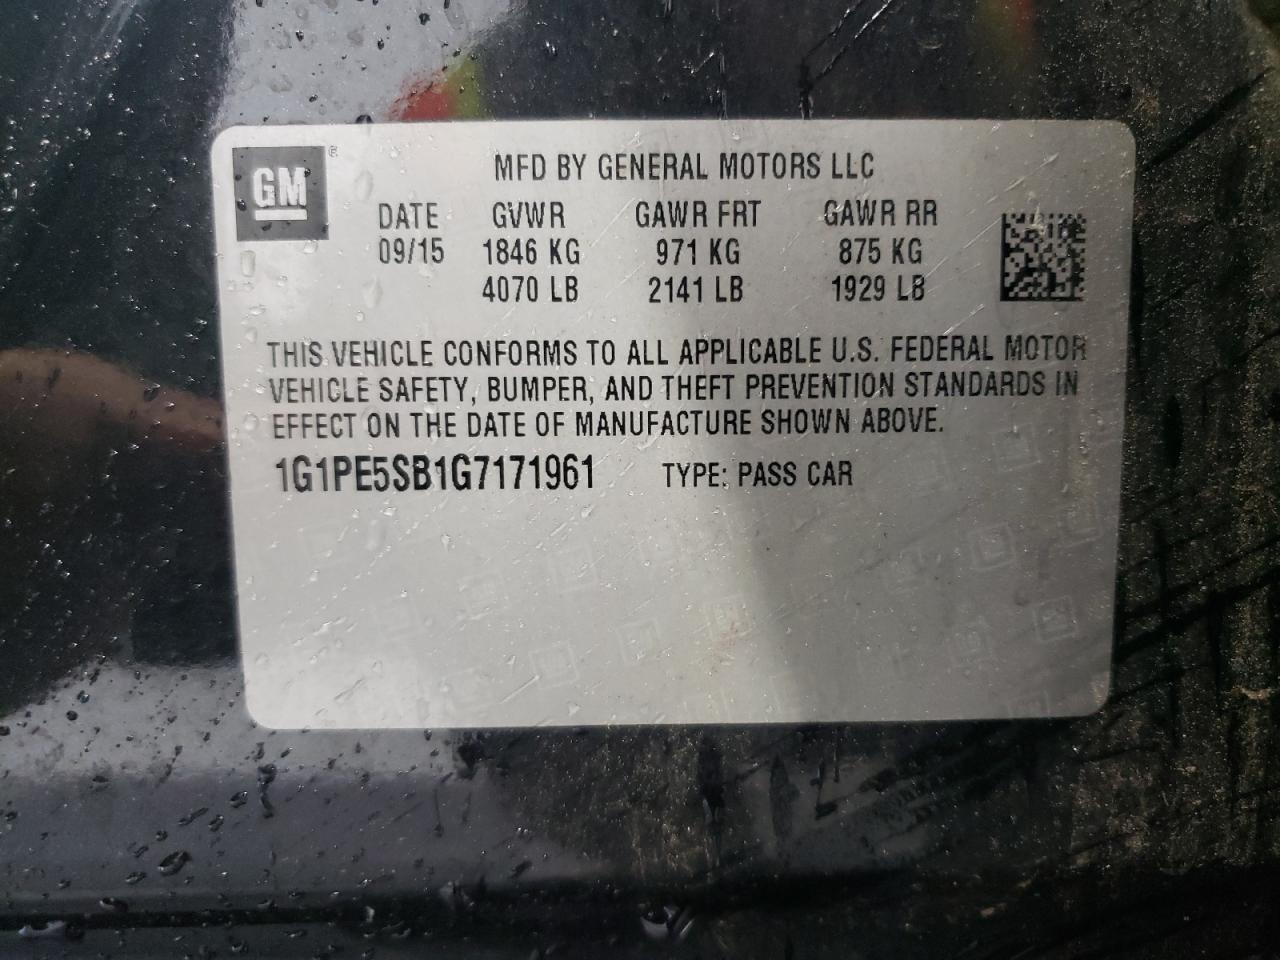 GM®
MFD BY GENERAL MOTORS LLC
DATE GVWR GAWR FRT GAWR RR
09/15 1846 KG 971 KG 875 KG
4070 LB 2141 LB 1929 LB
THIS VEHICLE CONFORMS TO ALL APPLICABLE U.S. FEDERAL MOTOR
VEHICLE SAFETY, BUMPER, AND THEFT PREVENTION STANDARDS IN
EFFECT ON THE DATE OF MANUFACTURE SHOWN ABOVE.
1G1PE5SB1G7171961 TYPE: PASS CAR